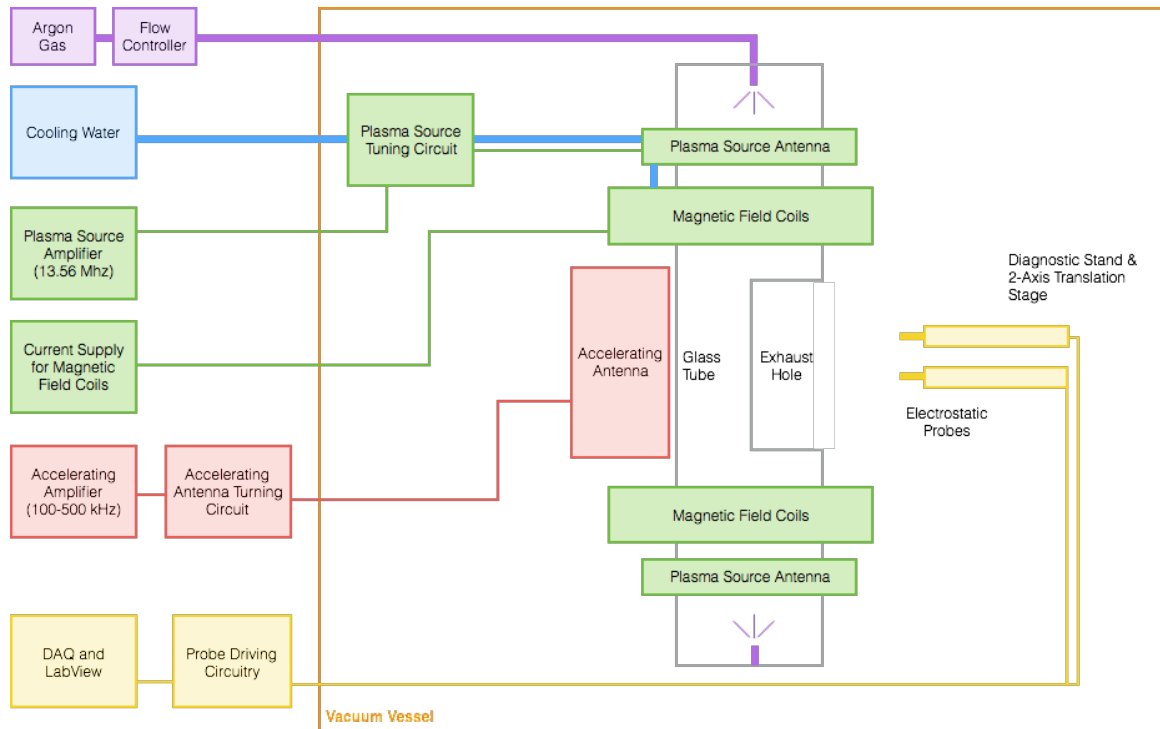 Argon
Gas
Flow
Controller
Cooling Water
Plasma Source
Tuning Circuit
Plasma Source Antenna
Magnetic Field Coils
Plasma Source
Amplifier
(13.56 Mhz)
Diagnostic Stand &
2-Axis Translation
Stage
Current Supply
for Magnetic
Field Coils
Accelerating
Antenna
Glass
Tube
Exhaust
Hole
Electrostatic
Probes
Accelerating
Amplifier
(100-500 kHz)
Accelerating
Antenna Turning
Circuit
Magnetic Field Coils
Plasma Source Antenna
DAQ and
LabView
Probe Driving
Circuitry
Vacuum Vessel